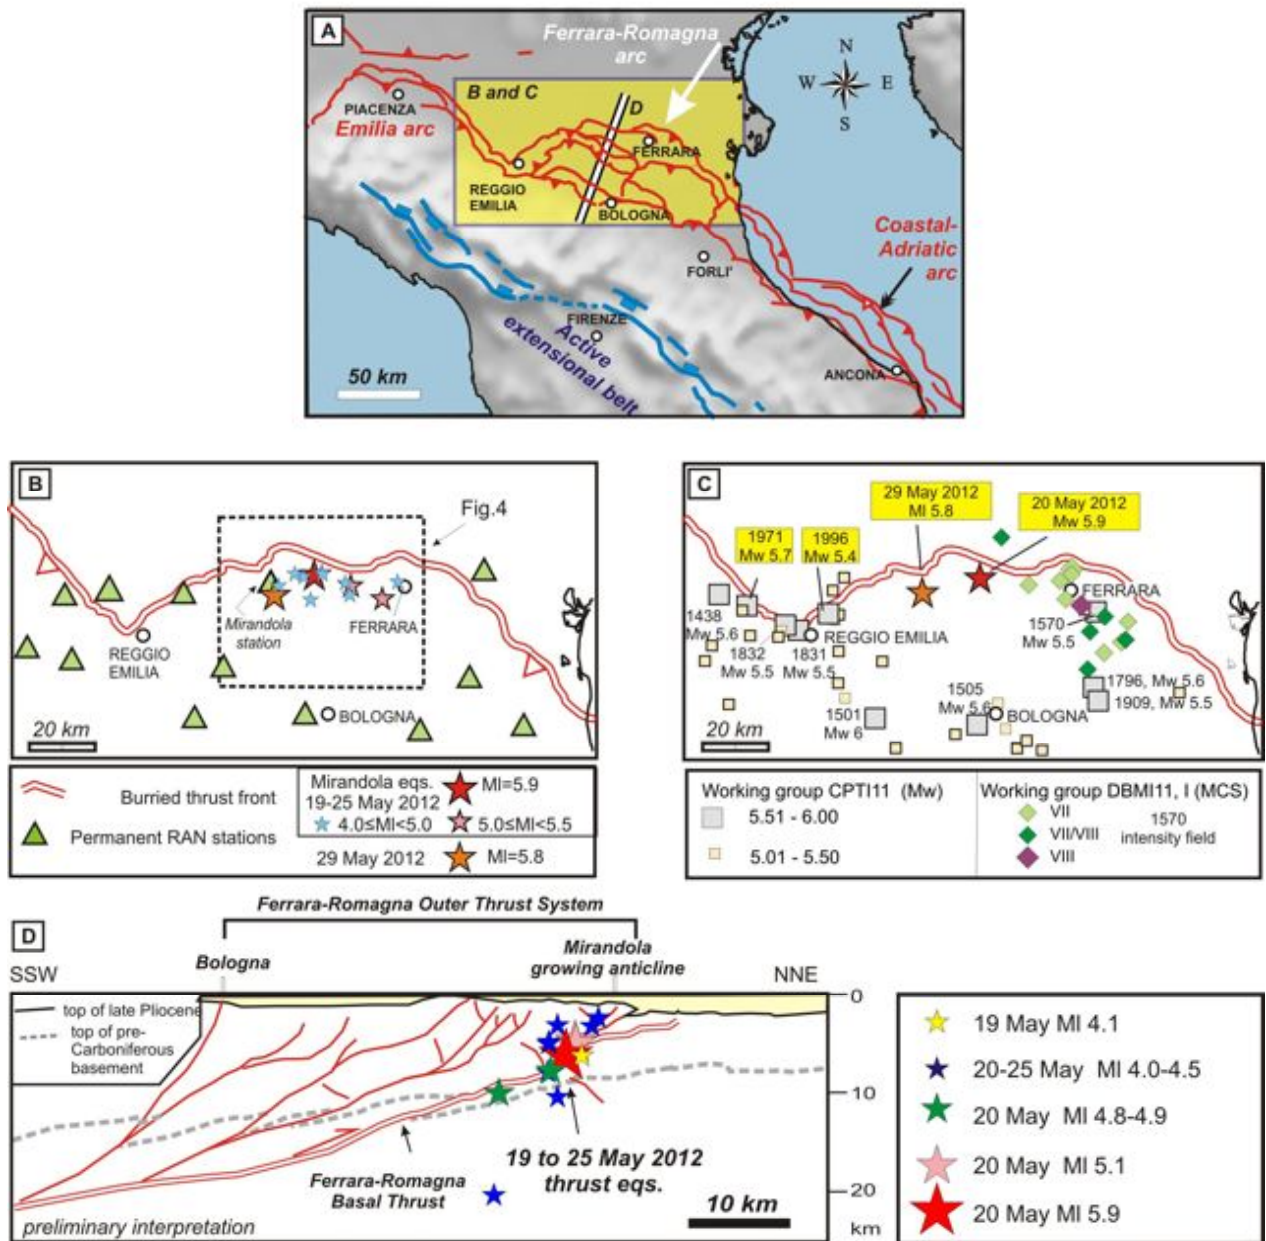 A
Ferrara-Romagna
arc
N
W
E
S
B and C
D
PIACENZA
Emilia arc
FERRARA
REGGIO
EMILIA
BOLOGNA
Coastal-
Adriatic
arc
FORLI'
FIRENZE
Active
extensional belt
ANCONA
50 km
B
Fig.4
Mirandola
station
FERRARA
REGGIO
EMILIA
BOLOGNA
20 km
Burried thrust front
Permanent RAN stations
Mirandola eqs.
19-25 May 2012
Ml=5.9
4.0≤Ml<5.0
5.0≤Ml<5.5
29 May 2012
Ml=5.8
C
29 May 2012
Ml 5.8
20 May 2012
Mw 5.9
1971
Mw 5.7
1996
Mw 5.4
FERRARA
1438
Mw 5.6
REGGIO EMILIA
1570
Mw 5.5
1832
Mw 5.5
1831
Mw 5.5
1796, Mw 5.6
1909, Mw 5.5
1505
Mw 5.6
BOLOGNA
1501
Mw 6
20 km
Working group CPTI11 (Mw)
5.51 - 6.00
5.01 - 5.50
Working group DBMI11, I (MCS)
VII
VII/VIII
VIII
1570
intensity field
Ferrara-Romagna Outer Thrust System
D
SSW
Bologna
Mirandola
growing anticline
NNE
top of late Pliocene
top of pre-
Carboniferous
basement
0
10
20
km
19 to 25 May 2012
thrust eqs.
Ferrara-Romagna
Basal Thrust
10 km
preliminary interpretation
19 May Ml 4.1
20-25 May Ml 4.0-4.5
20 May Ml 4.8-4.9
20 May Ml 5.1
20 May Ml 5.9